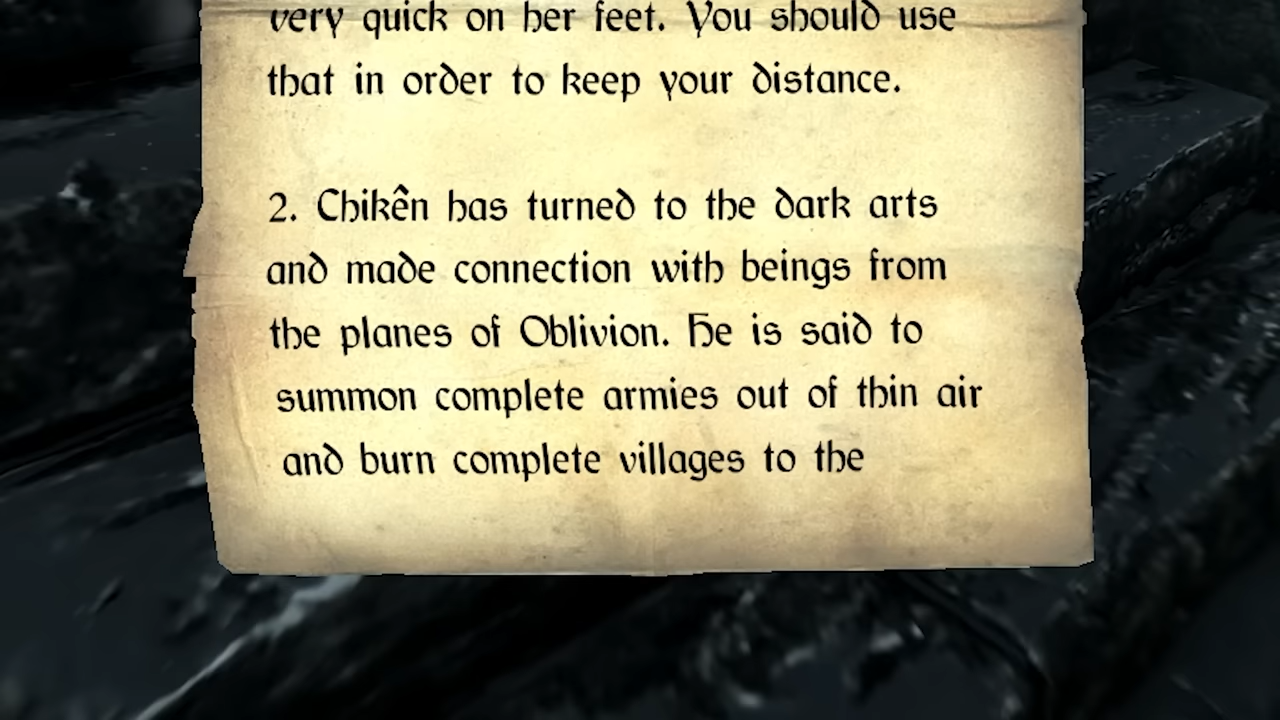 very quick on her feet. You should use
that in order to keep your distance.
2. Chikên has turned to the dark arts
and made connection with beings from
the planes of Oblivion. He is said to
summon complete armies out of thin air
and burn complete villages to the